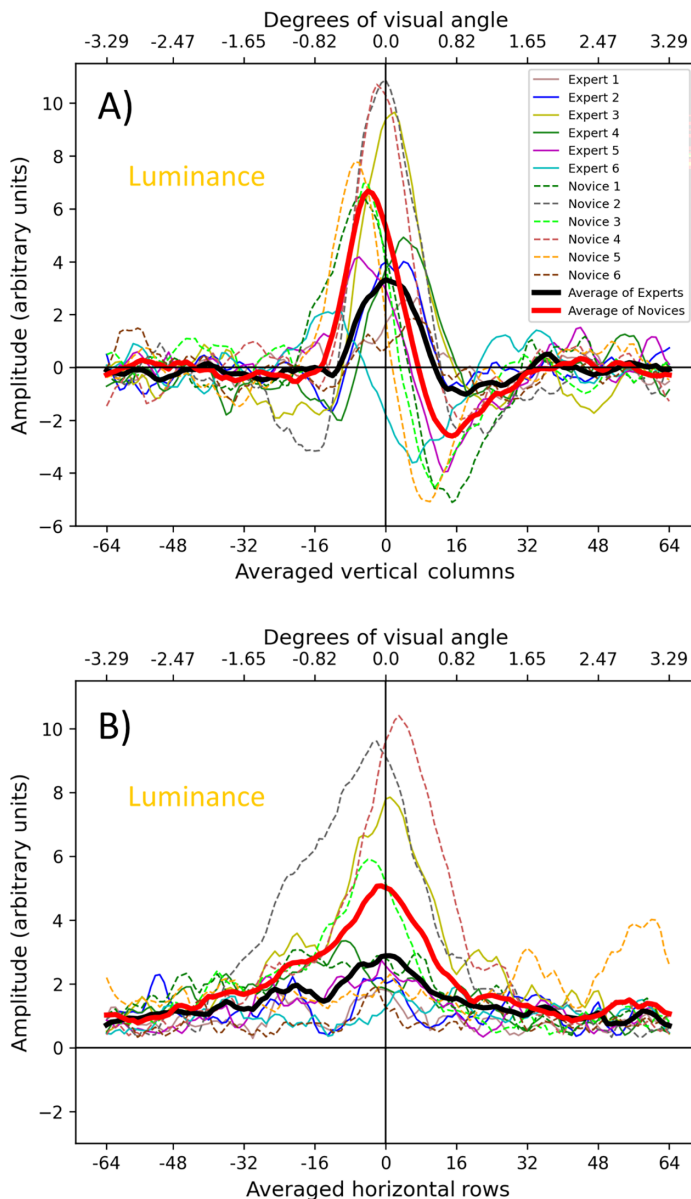 Degrees of visual angle
-3.29 -2.47 -1.65 -0.82 0.0 0.82 1.65 2.47 3.29
A)
Luminance
Amplitude (arbitrary units)
10
8
6
4
2
0
−2
−4
−6
Expert 1
Expert 2
Expert 3
Expert 4
Expert 5
Expert 6
Novice 1
Novice 2
Novice 3
Novice 4
Novice 5
Novice 6
Average of Experts
Average of Novices
-64 -48 -32 -16 0 16 32 48 64
Averaged vertical columns
Degrees of visual angle
-3.29 -2.47 -1.65 -0.82 0.0 0.82 1.65 2.47 3.29
B)
Luminance
Amplitude (arbitrary units)
10
8
6
4
2
0
−2
-64 -48 -32 -16 0 16 32 48 64
Averaged horizontal rows